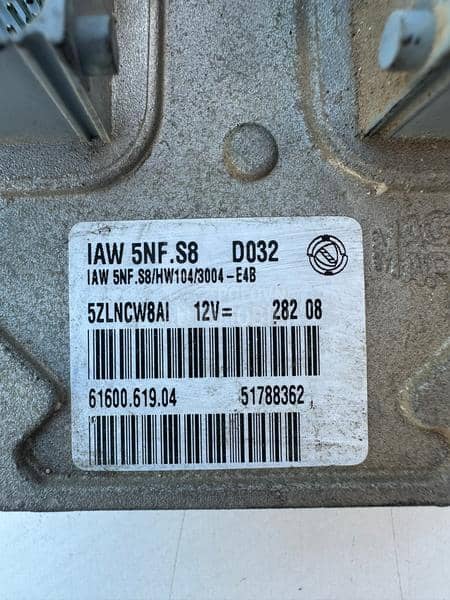 IAW 5NF.S8 D032
IAW 5NF.S8/HW104/3004-E4B
5ZLNCW8AI 12V= 282 08
61600.619.04 51788362